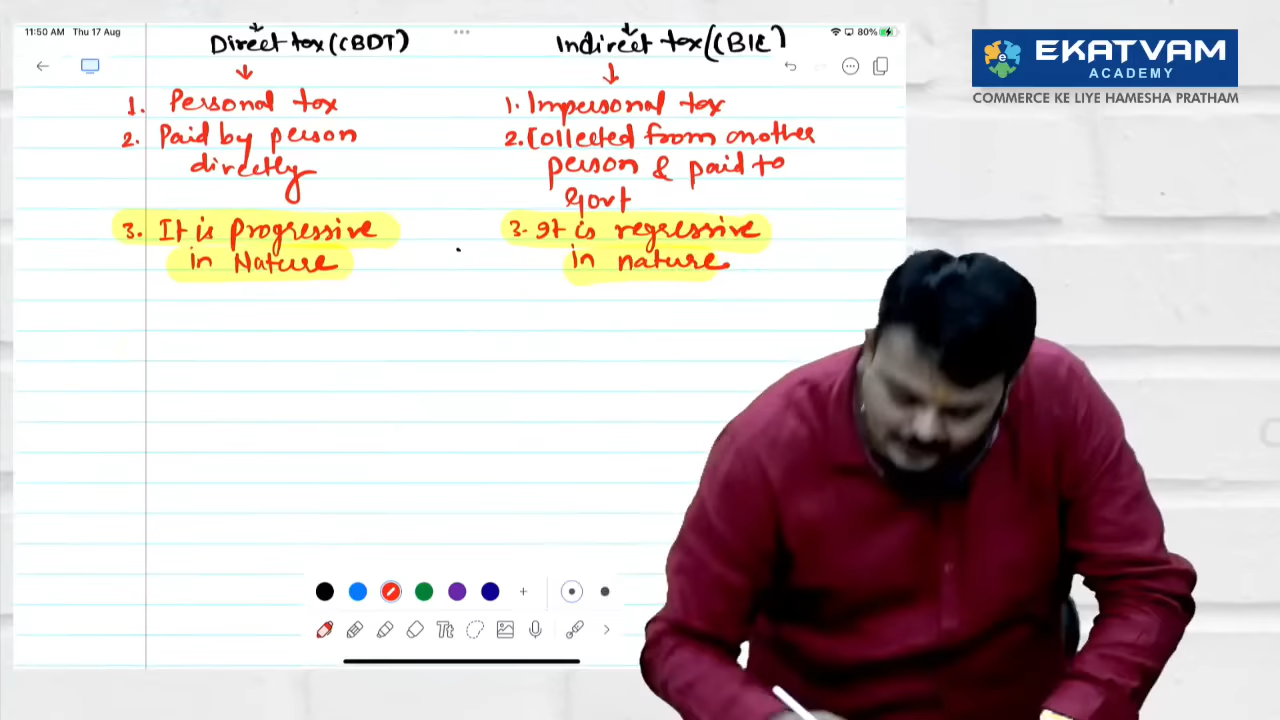 11:50 AM Thu 17 Aug
80%
Direct tax (CBDT)
1. Personal tax
2. Paid by person
directly
3. It is progressive
in Nature
Indirect tax (CBIC)
1. Impersonal tax
2. Collected from another
person & paid to
Govt
3. It is regressive
in nature
Tt
EKATVAM
ACADEMY
COMMERCE KE LIYE HAMESHA PRATHAM